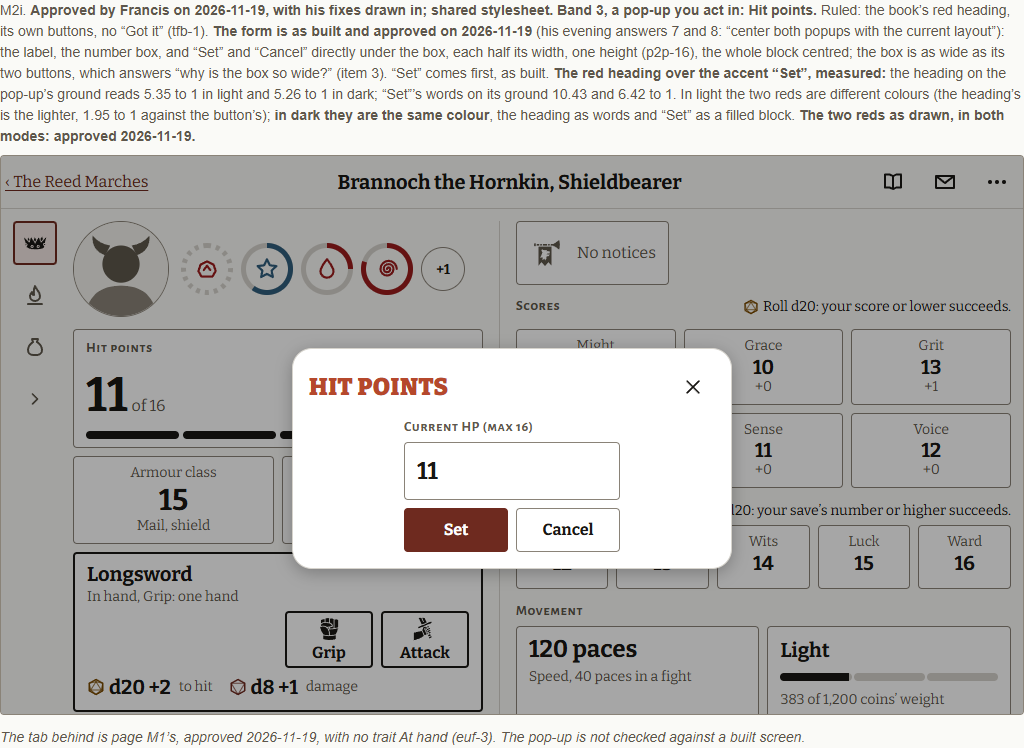 M2i. Approved by Francis on 2026-11-19, with his fixes drawn in; shared stylesheet. Band 3, a pop-up you act in: Hit points. Ruled: the book's red heading,
its own buttons, no “Got it” (tfb-1). The form is as built and approved on 2026-11-19 (his evening answers 7 and 8: “center both popups with the current layout”):
the label, the number box, and “Set” and “Cancel” directly under the box, each half its width, one height (p2p-16), the whole block centred; the box is as wide as its
two buttons, which answers “why is the box so wide?” (item 3). “Set” comes first, as built. The red heading over the accent “Set”, measured: the heading on the
pop-up's ground reads 5.35 to 1 in light and 5.26 to 1 in dark; “Set”'s words on its ground 10.43 and 6.42 to 1. In light the two reds are different colours (the heading's
is the lighter, 1.95 to 1 against the button's); in dark they are the same colour, the heading as words and “Set” as a filled block. The two reds as drawn, in both
modes: approved 2026-11-19.
‹ The Reed Marches
Brannoch the Hornkin, Shieldbearer
+1
No notices
SCORES
Roll d20: your score or lower succeeds.
HIT POINTS
11 of 16
Might
Grace
10
+0
Grit
13
+1
Sense
11
+0
Voice
12
+0
HIT POINTS
CURRENT HP (MAX 16)
11
Set
Cancel
Armour class
15
Mail, shield
d20: your save's number or higher succeeds.
Wits
14
Luck
15
Ward
16
Longsword
In hand, Grip: one hand
Grip
Attack
d20 +2 to hit
d8 +1 damage
MOVEMENT
120 paces
Speed, 40 paces in a fight
Light
383 of 1,200 coins' weight
The tab behind is page M1's, approved 2026-11-19, with no trait At hand (euf-3). The pop-up is not checked against a built screen.